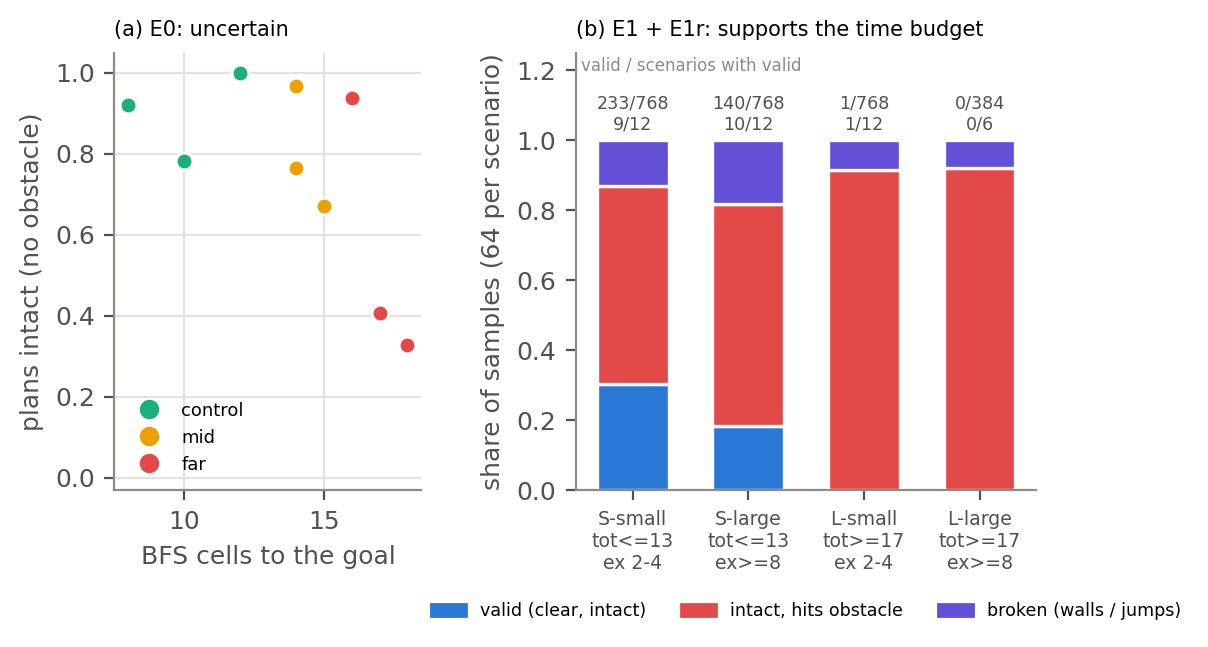 (a) E0: uncertain
plans intact (no obstacle)
1.0
0.8
0.6
0.4
0.2
0.0
control
mid
far
10
15
BFS cells to the goal
(b) E1 + E1r: supports the time budget
share of samples (64 per scenario)
1.2
1.0
0.8
0.6
0.4
0.2
0.0
valid / scenarios with valid
233/768
9/12
140/768
10/12
1/768
1/12
0/384
0/6
S-small
tot<=13
ex 2-4
S-large
tot<=13
ex>=8
L-small
tot>=17
ex 2-4
L-large
tot>=17
ex>=8
valid (clear, intact)
intact, hits obstacle
broken (walls / jumps)